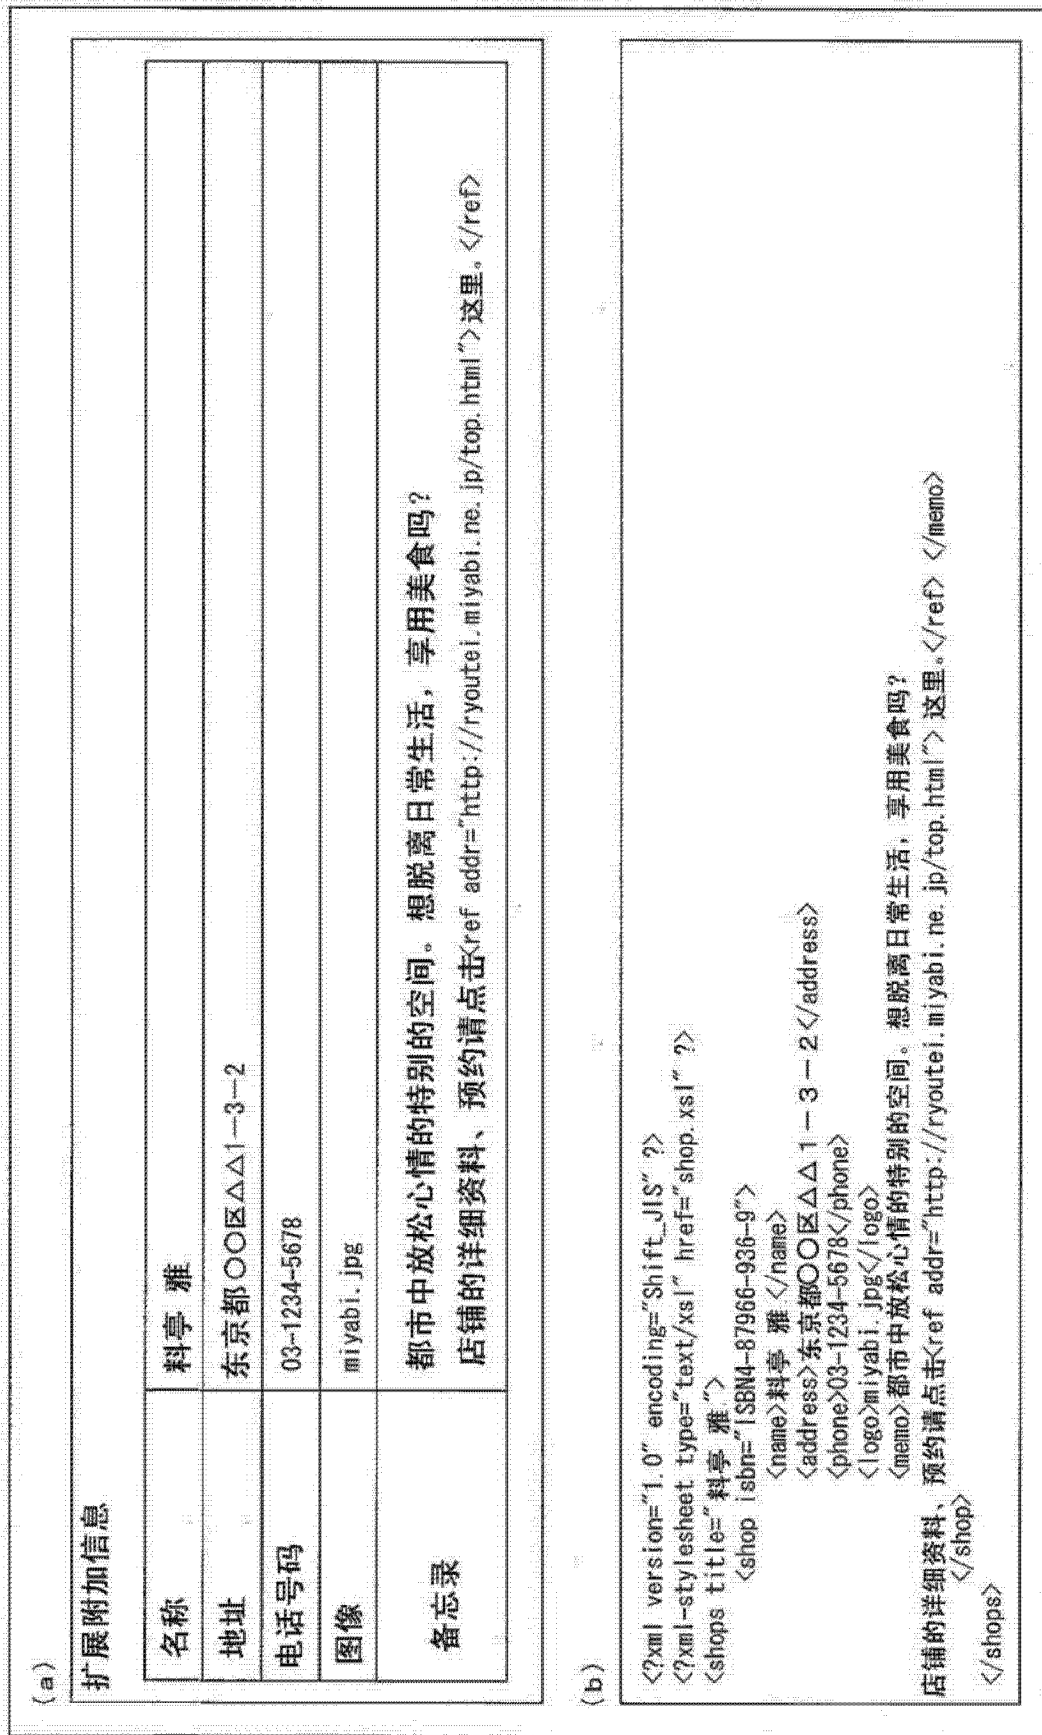 (a)
扩展附加信息
名称 料亭 雅
地址 东京都○○区△△1-3-2
电话号码 03-1234-5678
图像 miyabi.jpg
备忘录 都市中放松心情的特别的空间。想脱离日常生活，享用美食吗？
店铺的详细资料、预约请点击<ref addr="http://ryoutei.miyabi.ne.jp/top.html">这里。</ref>
(b)
<?xml version="1.0" encoding="Shift_JIS" ?>
<?xml-stylesheet type="text/xsl" href="shop.xsl" ?>
<shops title="料亭 雅">
<shop isbn="ISBN4-87966-936-9">
<name>料亭 雅 </name>
<address>东京都○○区△△１－３－２</address>
<phone>03-1234-5678</phone>
<logo>miyabi.jpg</logo>
<memo>都市中放松心情的特别的空间。想脱离日常生活，享用美食吗？
店铺的详细资料、预约请点击<ref addr="http://ryoutei.miyabi.ne.jp/top.html"> 这里。</ref> </memo>
</shop>
</shops>